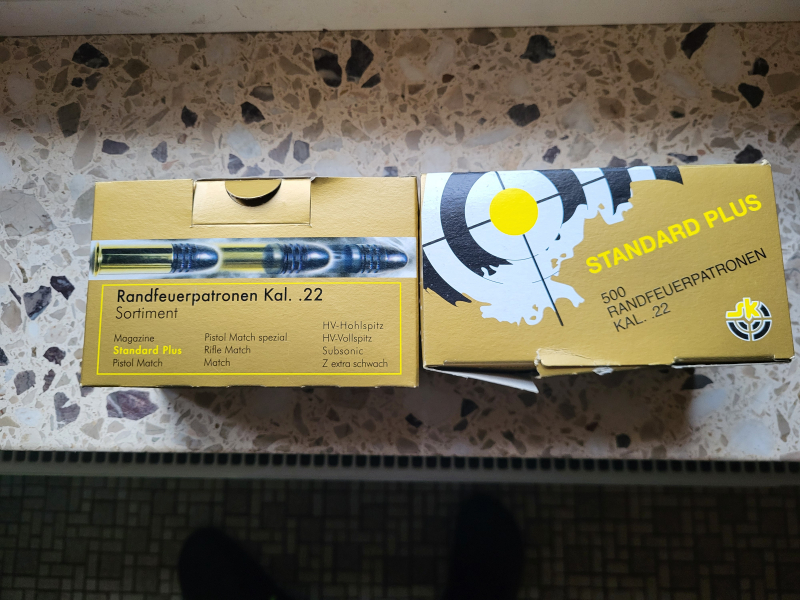 Randfeuerpatronen Kal. .22
Sortiment
Magazine
Standard Plus
Pistol Match
Pistol Match spezial
Rifle Match
Match
HV-Hohlspitz
HV-Vollspitz
Subsonic
Z extra schwach
STANDARD PLUS
500
RANDFEUERPATRONEN
KAL. .22
SK